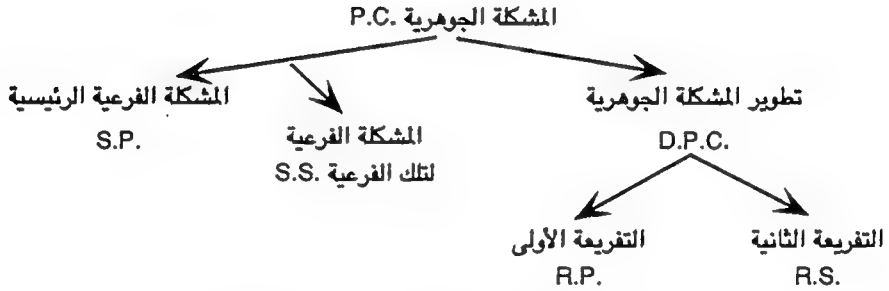 المشكلة الجوهرية P.C.
تطوير المشكلة الجوهرية
D.P.C.
المشكلة الفرعية الرئيسية
S.P.
المشكلة الفرعية
لتلك الفرعية S.S.
التفريعة الثانية
R.S.
التفريعة الأولى
R.P.